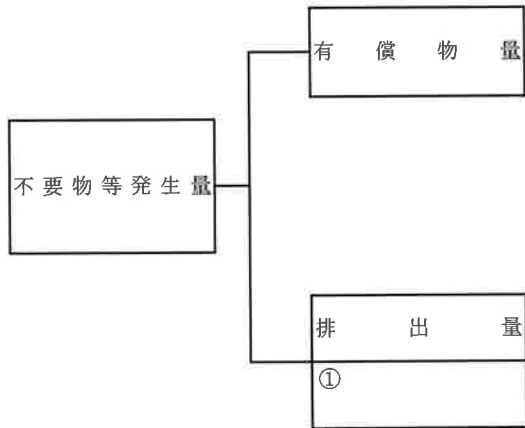 有償物量
不要物等発生量
排出量
①